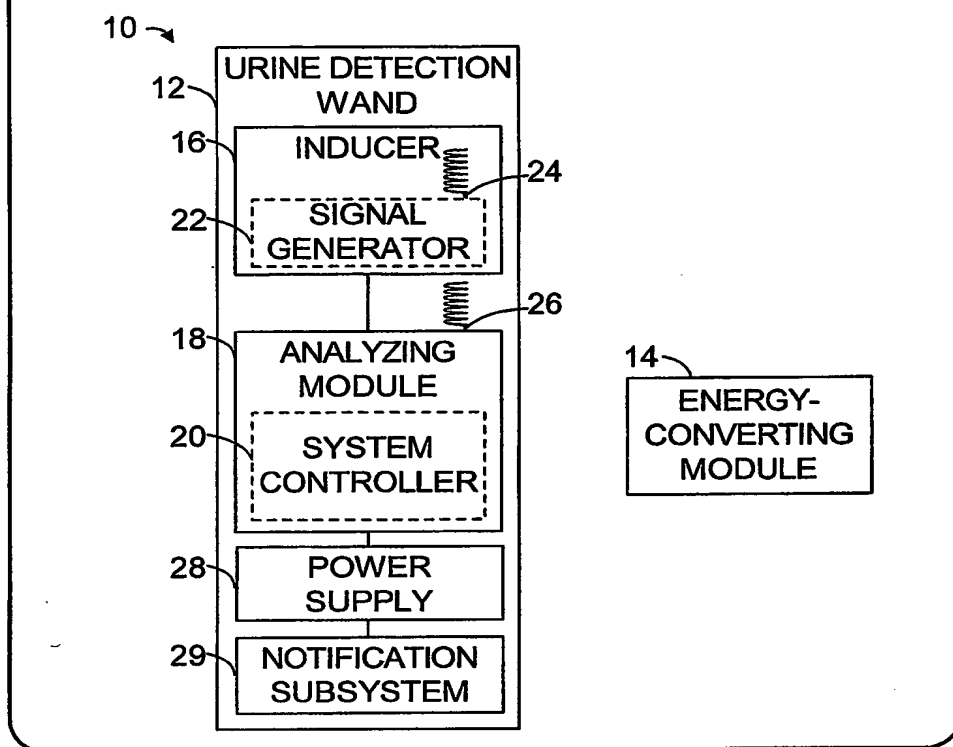 10
12
URINE DETECTION
WAND
16
INDUCER
24
22
SIGNAL
GENERATOR
26
18
ANALYZING
MODULE
14
ENERGY-
CONVERTING
MODULE
20
SYSTEM
CONTROLLER
28
POWER
SUPPLY
29
NOTIFICATION
SUBSYSTEM